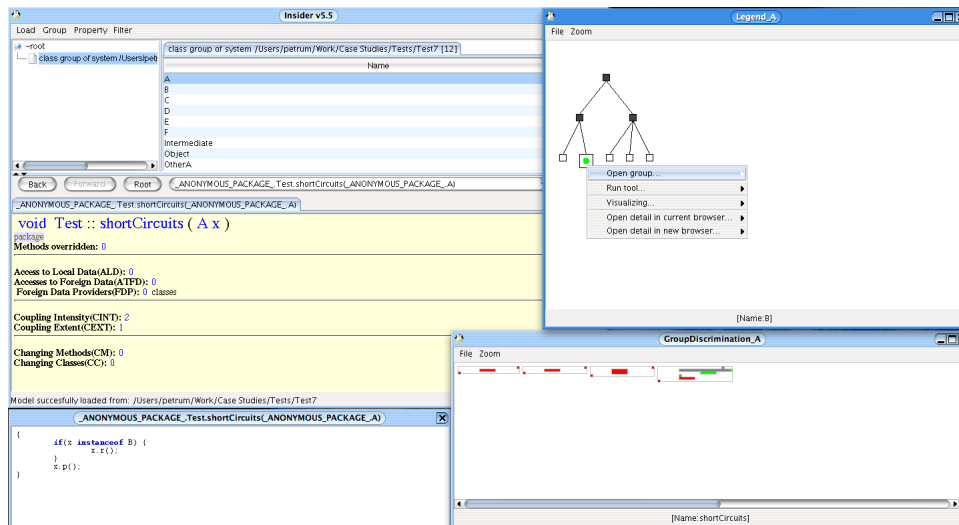 Insider v5.5
Load Group Property Filter
~root
class group of system /Users/petr
class group of system /Users/petrum/Work/Case Studies/Tests/Test7 [12]
Name
A
B
C
D
E
F
Intermediate
Object
OtherA
Back Forward Root _ANONYMOUS_PACKAGE_.Test.shortCircuits(_ANONYMOUS_PACKAGE_.A)
_ANONYMOUS_PACKAGE_.Test.shortCircuits(_ANONYMOUS_PACKAGE_.A)
void Test :: shortCircuits ( A x )
package
Methods overridden: 0
Access to Local Data(ALD): 0
Accesses to Foreign Data(ATFD): 0
Foreign Data Providers(FDP): 0 classes
Coupling Intensity(CINT): 2
Coupling Extent(CEXT): 1
Changing Methods(CM): 0
Changing Classes(CC): 0
Model succesfully loaded from: /Users/petrum/Work/Case Studies/Tests/Test7
_ANONYMOUS_PACKAGE_.Test.shortCircuits(_ANONYMOUS_PACKAGE_.A)
{
if(x instanceof B) {
x.r();
}
x.p();
}
Legend_A
File Zoom
Open group...
Run tool...
Visualizing...
Open detail in current browser...
Open detail in new browser...
[Name:B]
GroupDiscrimination_A
File Zoom
[Name:shortCircuits]